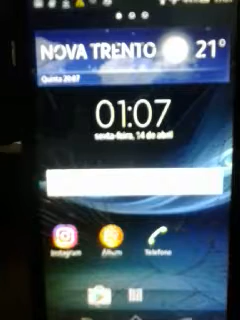 NOVA TRENTO 21°
Quinta 20:07
01:07
sexta-feira, 14 de abril
Instagram Álbum Telefone